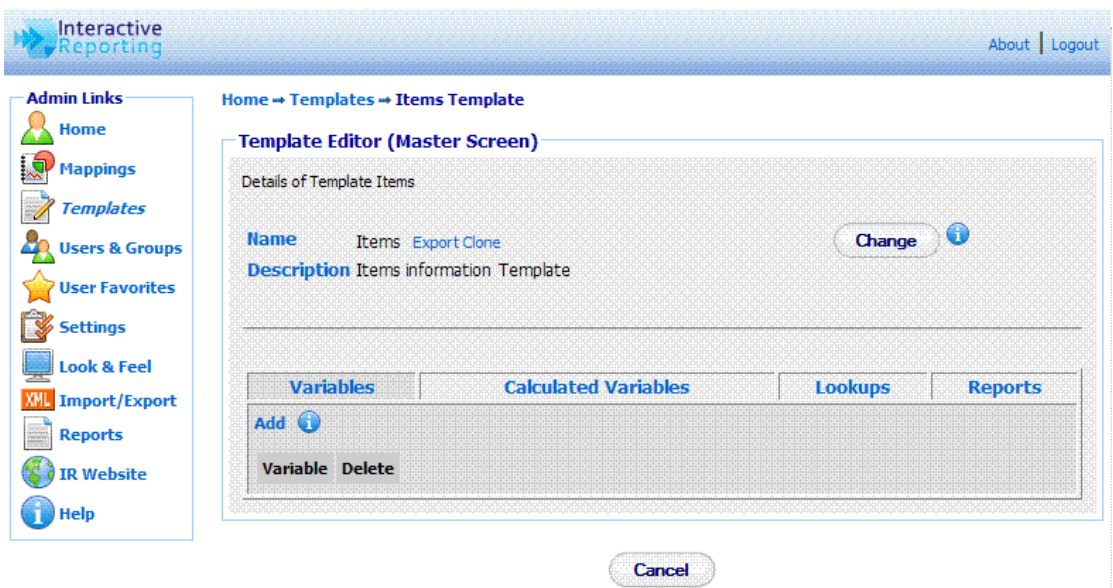 Interactive
Reporting
About Logout
Admin Links
Home
Mappings
Templates
Users & Groups
User Favorites
Settings
Look & Feel
XML Import/Export
Reports
IR Website
Help
Home → Templates → Items Template
Template Editor (Master Screen)
Details of Template Items
Name Items Export Clone Change
Description Items information Template
Variables Calculated Variables Lookups Reports
Add
Variable Delete
Cancel